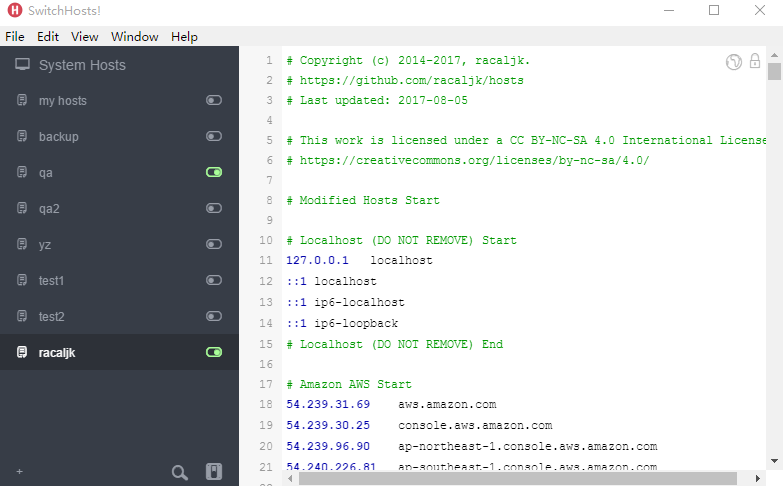 SwitchHosts!
File Edit View Window Help
System Hosts
my hosts
backup
qa
qa2
yz
test1
test2
racaljk
+
1 # Copyright (c) 2014-2017, racaljk.
2 # https://github.com/racaljk/hosts
3 # Last updated: 2017-08-05
4
5 # This work is licensed under a CC BY-NC-SA 4.0 International License
6 # https://creativecommons.org/licenses/by-nc-sa/4.0/
7
8 # Modified Hosts Start
9
10 # Localhost (DO NOT REMOVE) Start
11 127.0.0.1 localhost
12 ::1 localhost
13 ::1 ip6-localhost
14 ::1 ip6-loopback
15 # Localhost (DO NOT REMOVE) End
16
17 # Amazon AWS Start
18 54.239.31.69 aws.amazon.com
19 54.239.30.25 console.aws.amazon.com
20 54.239.96.90 ap-northeast-1.console.aws.amazon.com
21 54.240.226.81 ap-southeast-1.console.aws.amazon.com